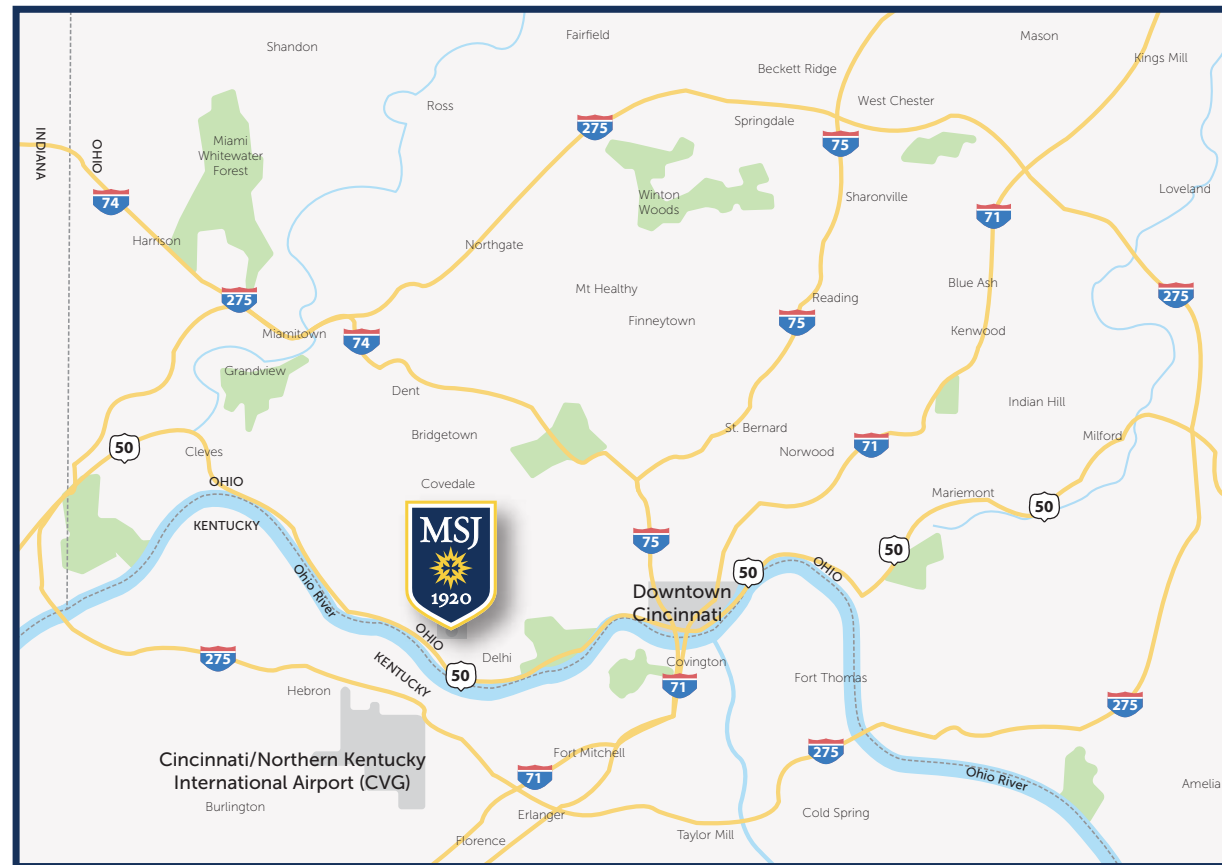 Shandon
Fairfield
Mason
Kings Mill
Beckett Ridge
Ross
West Chester
Springdale
275
75
INDIANA
OHIO
Miami
Whitewater
Forest
74
Winton
Woods
Sharonville
Loveland
71
Harrison
Northgate
275
Mt Healthy
Blue Ash
275
Reading
Miamitown
74
Finneytown
75
Kenwood
Grandview
Dent
Indian Hill
Bridgetown
St. Bernard
Milford
50
Cleves
Norwood
71
Covedale
OHIO
KENTUCKY
Mariemont
50
MSJ
1920
75
50
Ohio River
50
OHIO
Downtown
Cincinnati
OHIO
KENTUCKY
Delhi
50
275
Hebron
Covington
71
Fort Thomas
275
Cincinnati/Northern Kentucky
International Airport (CVG)
Fort Mitchell
275
71
Ohio River
Burlington
Amelia
Erlanger
Cold Spring
Florence
Taylor Mill